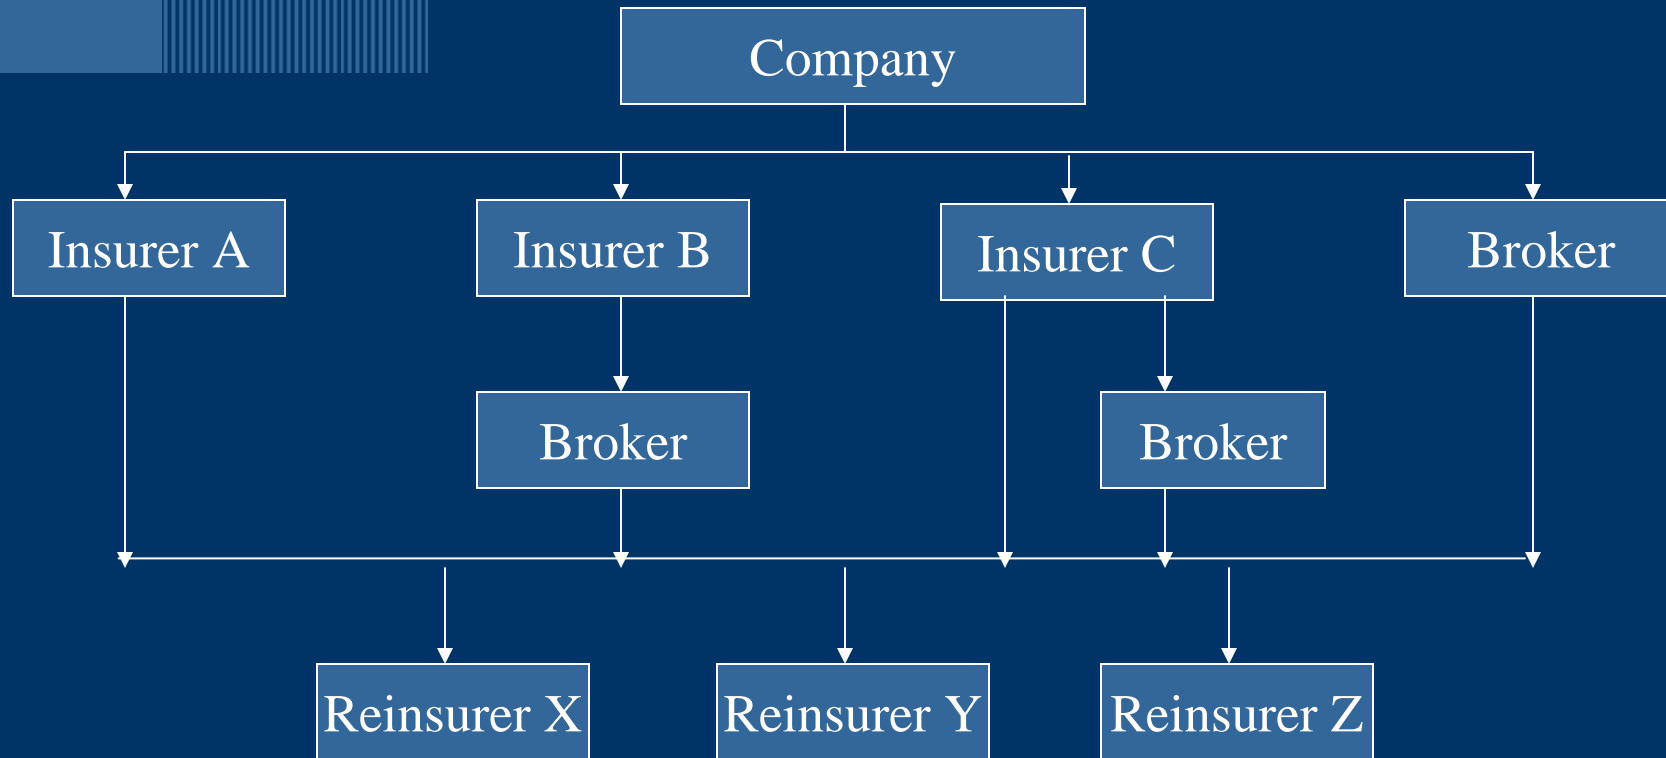 Company
Insurer A
Insurer B
Insurer C
Broker
Broker
Broker
Reinsurer X
Reinsurer Y
Reinsurer Z